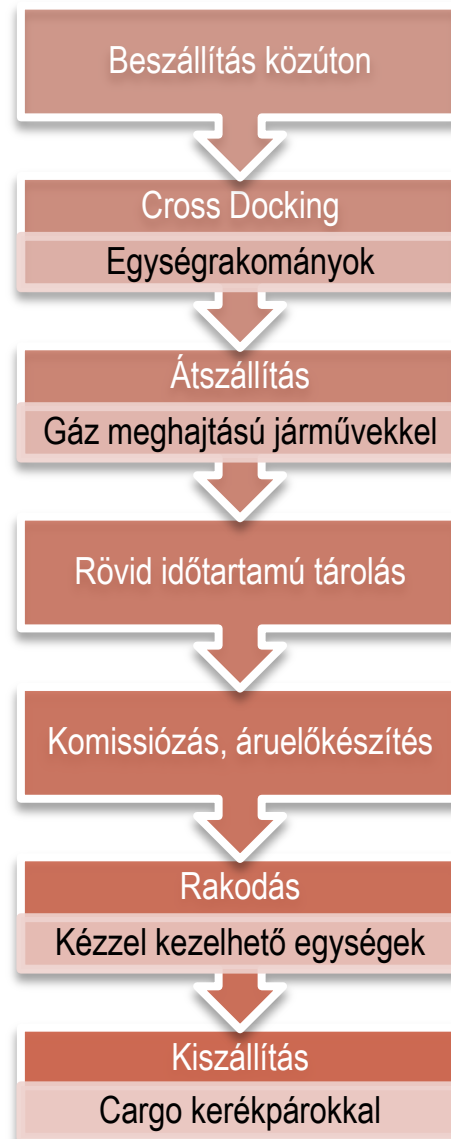 Beszállítás közúton
Cross Docking
Egységrakományok
Átszállítás
Gáz meghajtású járművekkel
Rövid időtartamú tárolás
Komissiózás, áruelőkészítés
Rakodás
Kézzel kezelhető egységek
Kiszállítás
Cargo kerékpárokkal